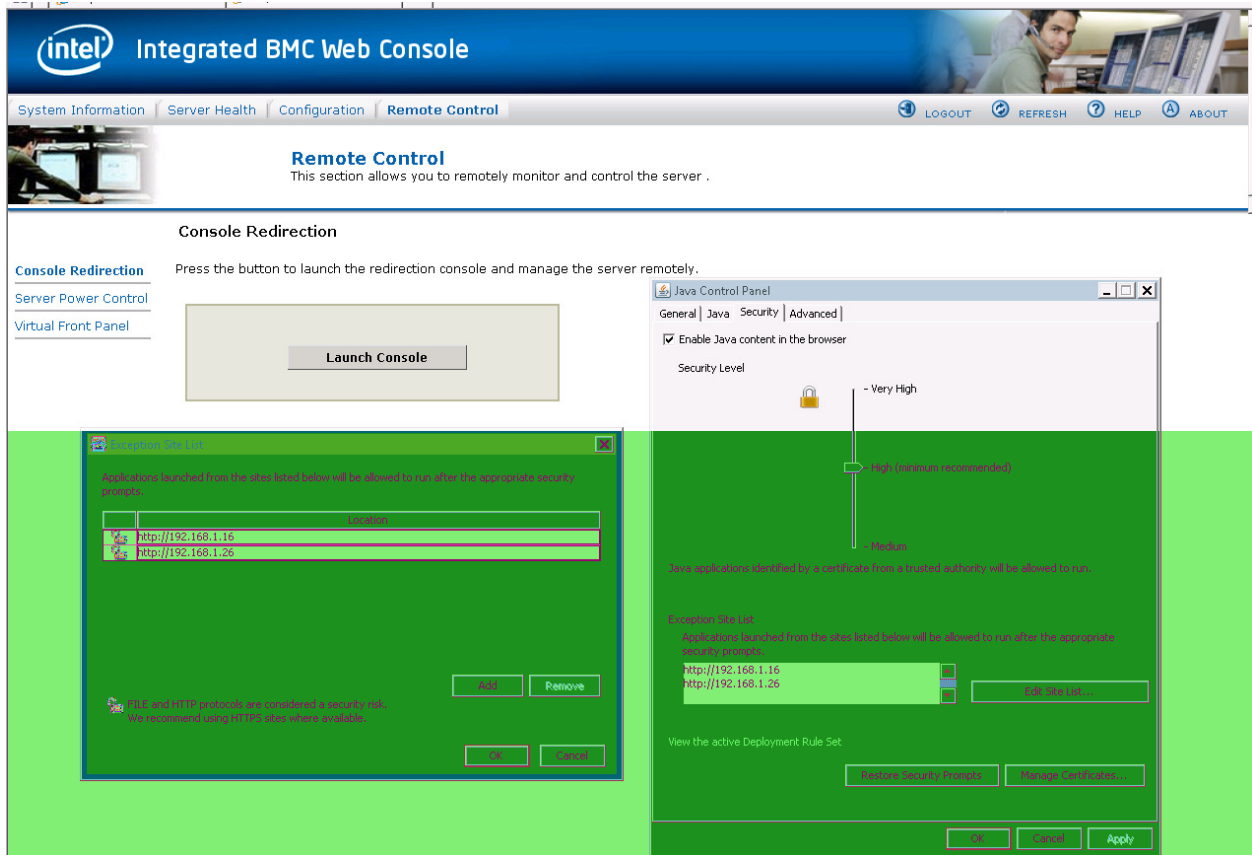 intel Integrated BMC Web Console
System Information Server Health Configuration Remote Control LOGOUT REFRESH HELP ABOUT
Remote Control
This section allows you to remotely monitor and control the server .
Console Redirection
Press the button to launch the redirection console and manage the server remotely.
Console Redirection
Server Power Control
Virtual Front Panel
Launch Console
Exception Site List
Applications launched from the sites listed below will be allowed to run after the appropriate security
prompts.
Location
http://192.168.1.16
http://192.168.1.26
Add Remove
FILE and HTTP protocols are considered a security risk.
We recommend using HTTPS sites where available.
OK Cancel
Java Control Panel
General Java Security Advanced
Enable Java content in the browser
Security Level
- Very High
- High (minimum recommended)
- Medium
Java applications identified by a certificate from a trusted authority will be allowed to run.
Exception Site List
Applications launched from the sites listed below will be allowed to run after the appropriate
security prompts.
http://192.168.1.16
http://192.168.1.26
Edit Site List...
View the active Deployment Rule Set
Restore Security Prompts Manage Certificates...
OK Cancel Apply